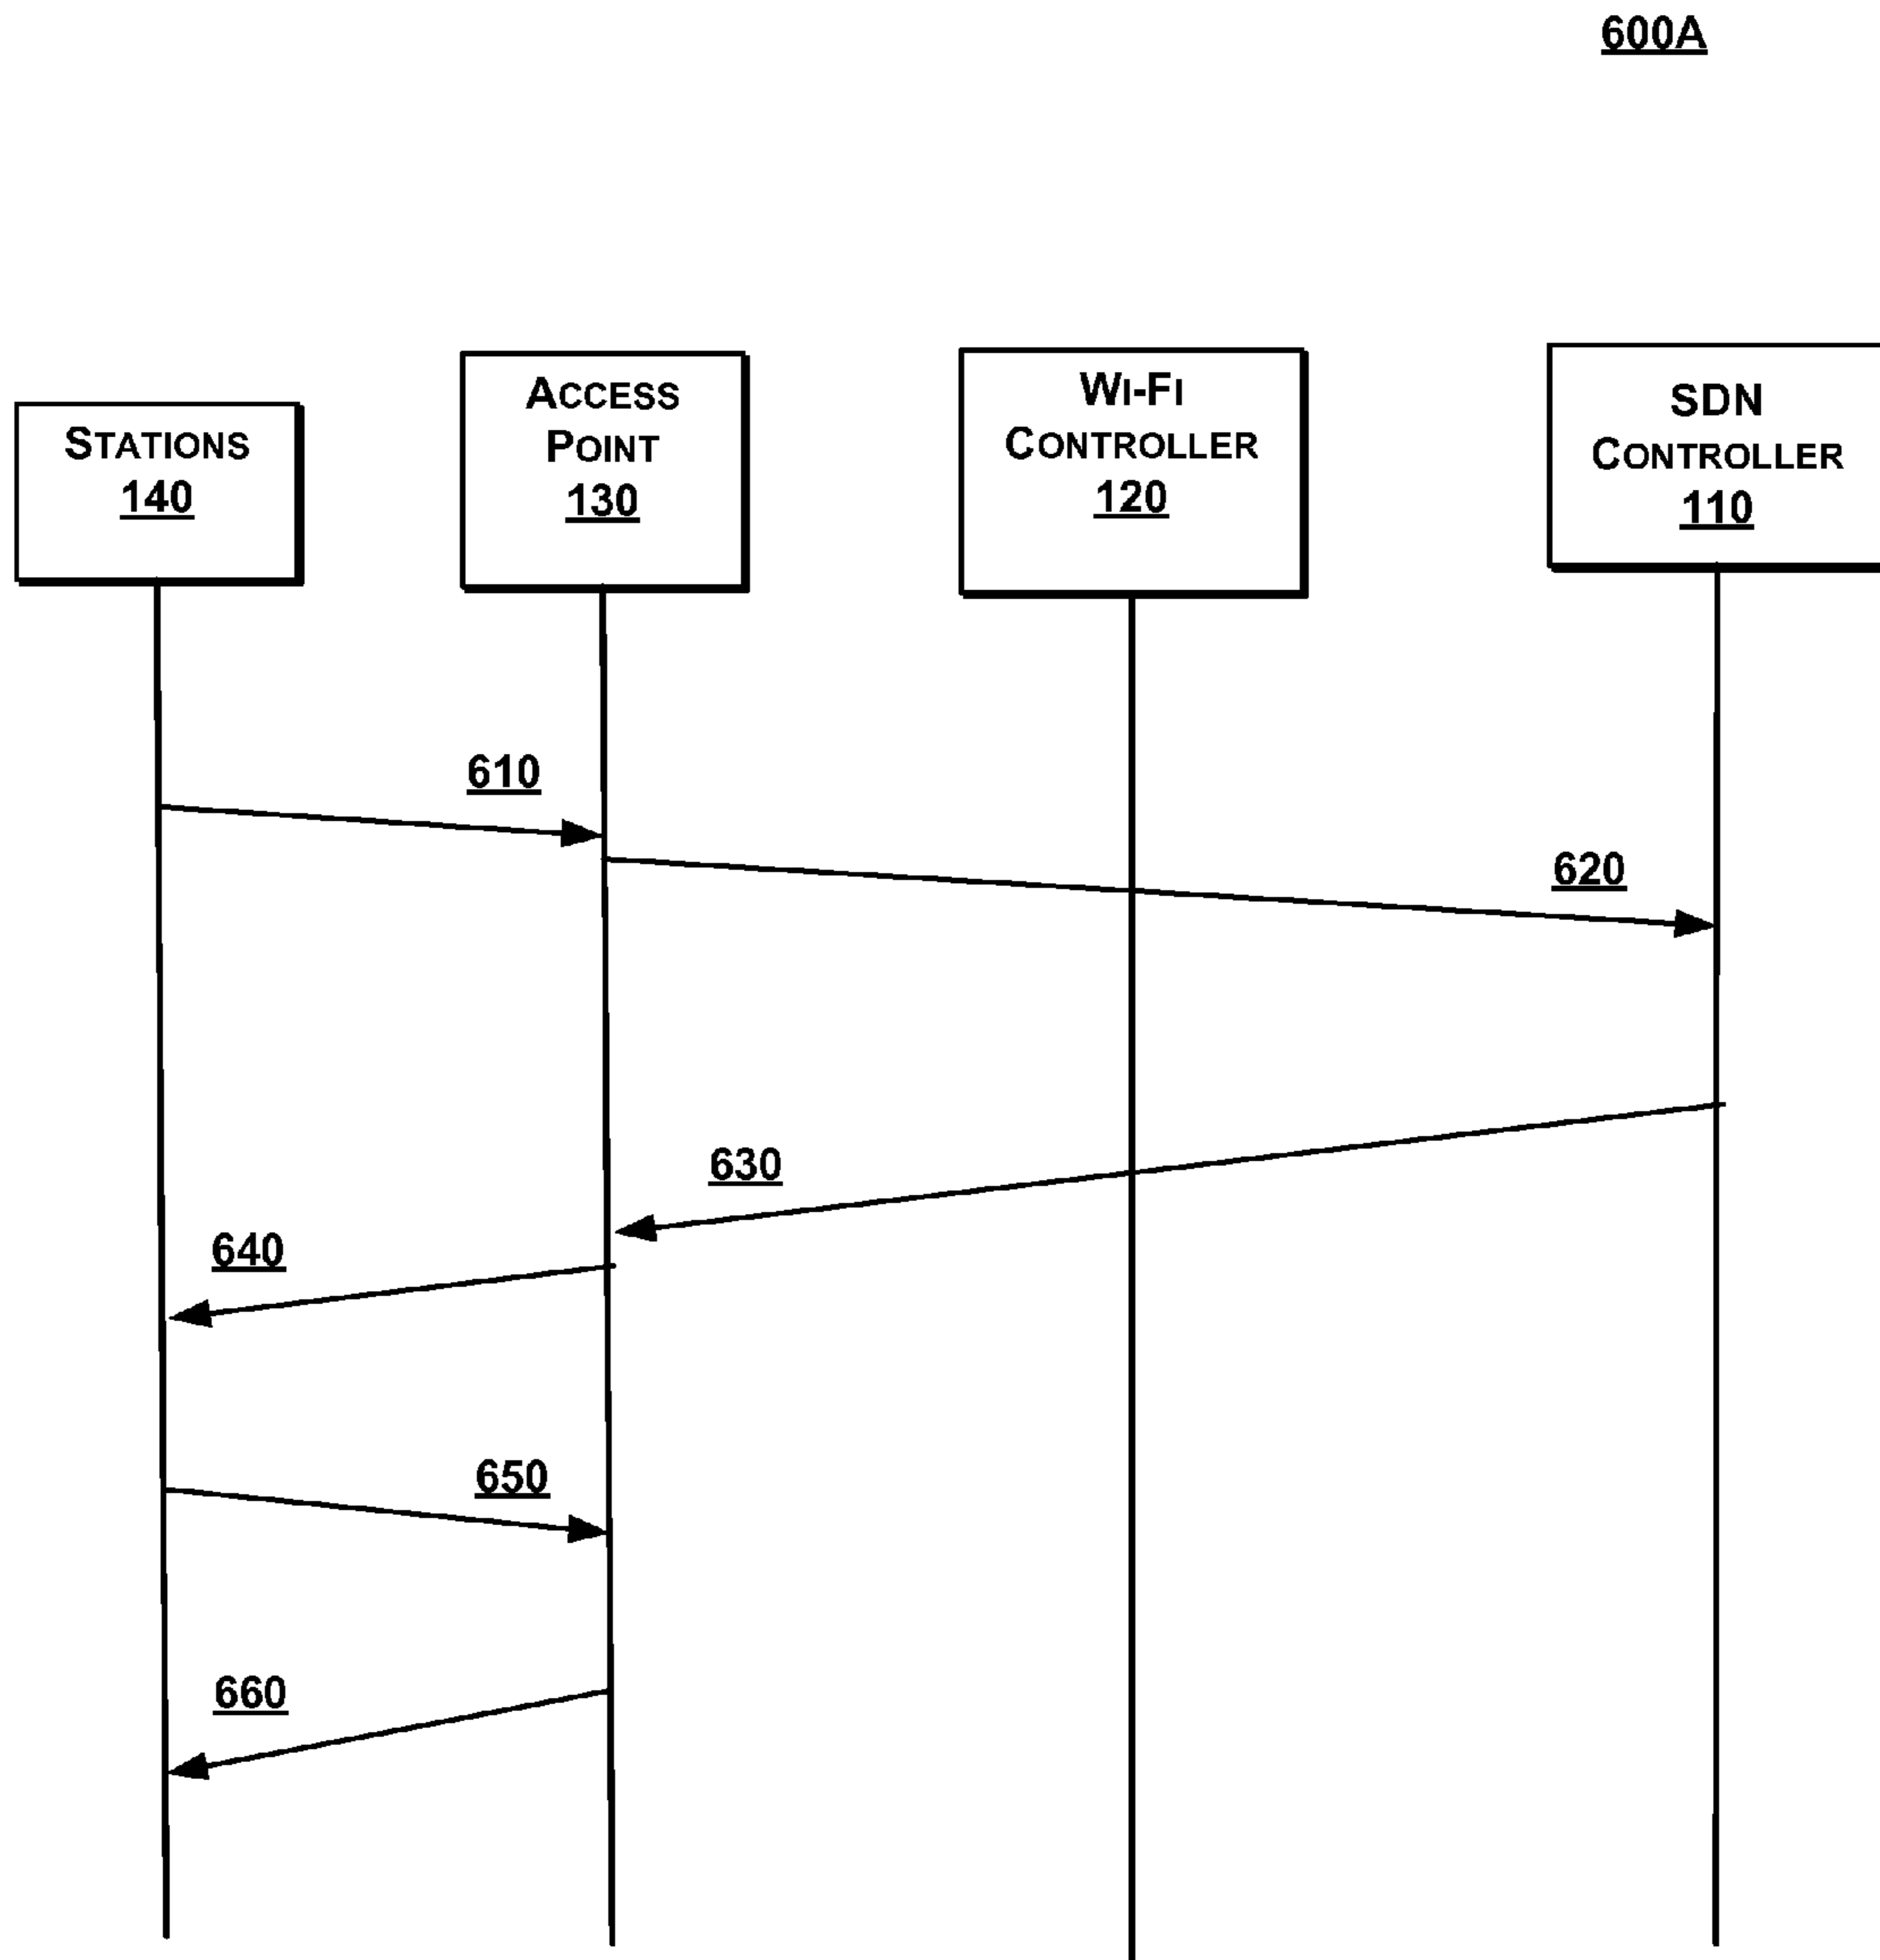 600A
STATIONS
140
ACCESS
POINT
130
WI-FI
CONTROLLER
120
SDN
CONTROLLER
110
610
620
630
640
650
660